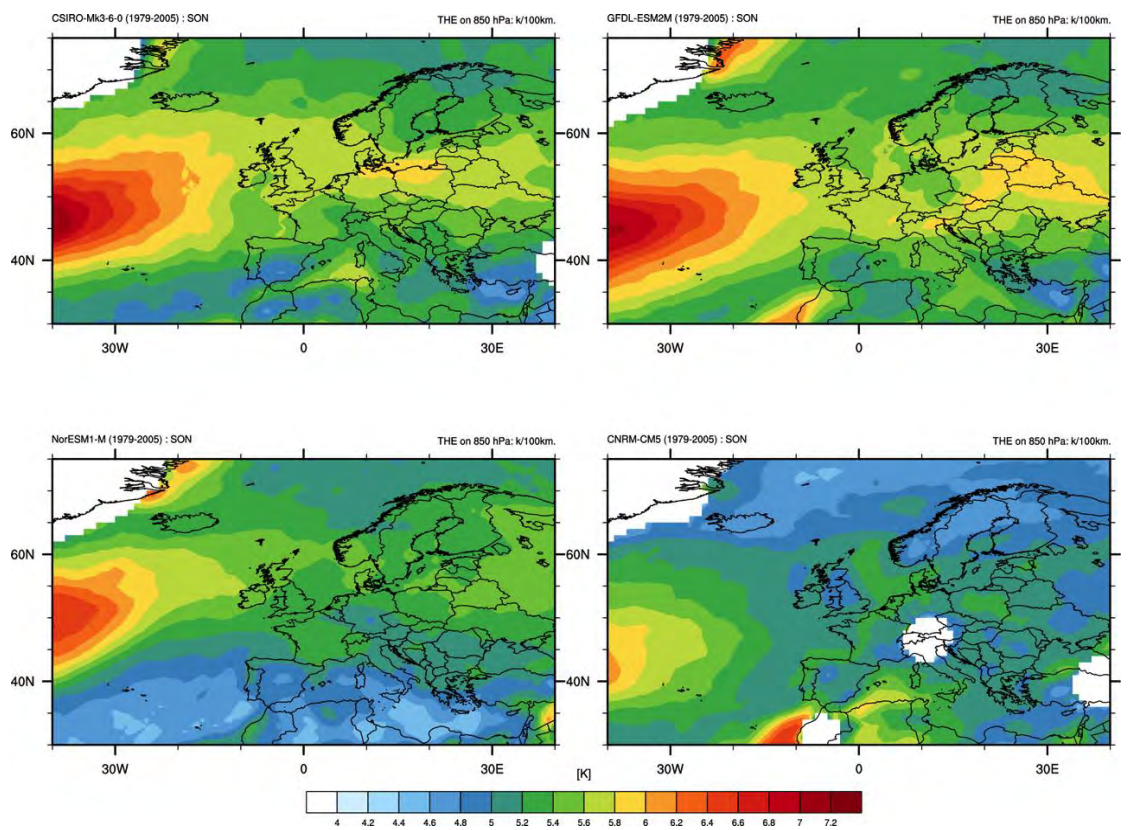 CSIRO-Mk3-6-0 (1979-2005) : SON THE on 850 hPa: k/100km.
60N
40N
30W 0 30E
GFDL-ESM2M (1979-2005) : SON THE on 850 hPa: k/100km.
60N
40N
30W 0 30E
NorESM1-M (1979-2005) : SON THE on 850 hPa: k/100km.
60N
40N
30W 0 30E
CNRM-CM5 (1979-2005) : SON THE on 850 hPa: k/100km.
60N
40N
30W 0 30E
[K]
4 4.2 4.4 4.6 4.8 5 5.2 5.4 5.6 5.8 6 6.2 6.4 6.6 6.8 7 7.2